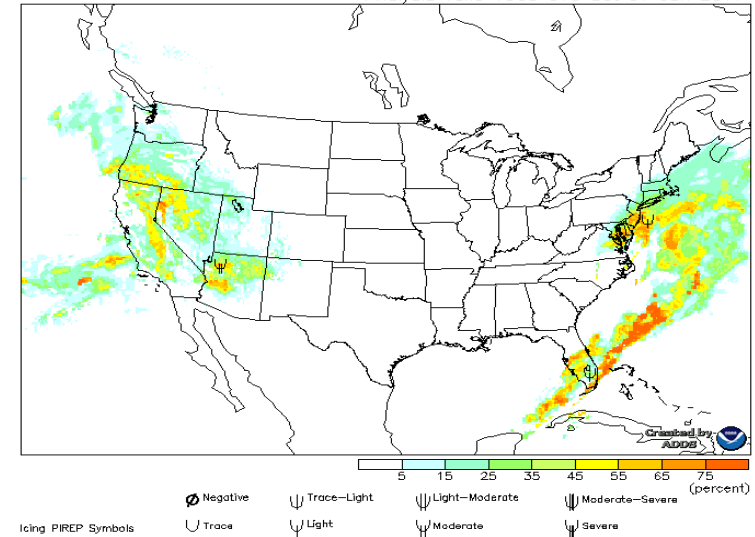 Created by
ADDS
5 15 25 35 45 55 65 75
(percent)
Negative Trace-Light Light-Moderate Moderate-Severe
Icing PIREP Symbols Trace Light Moderate Severe